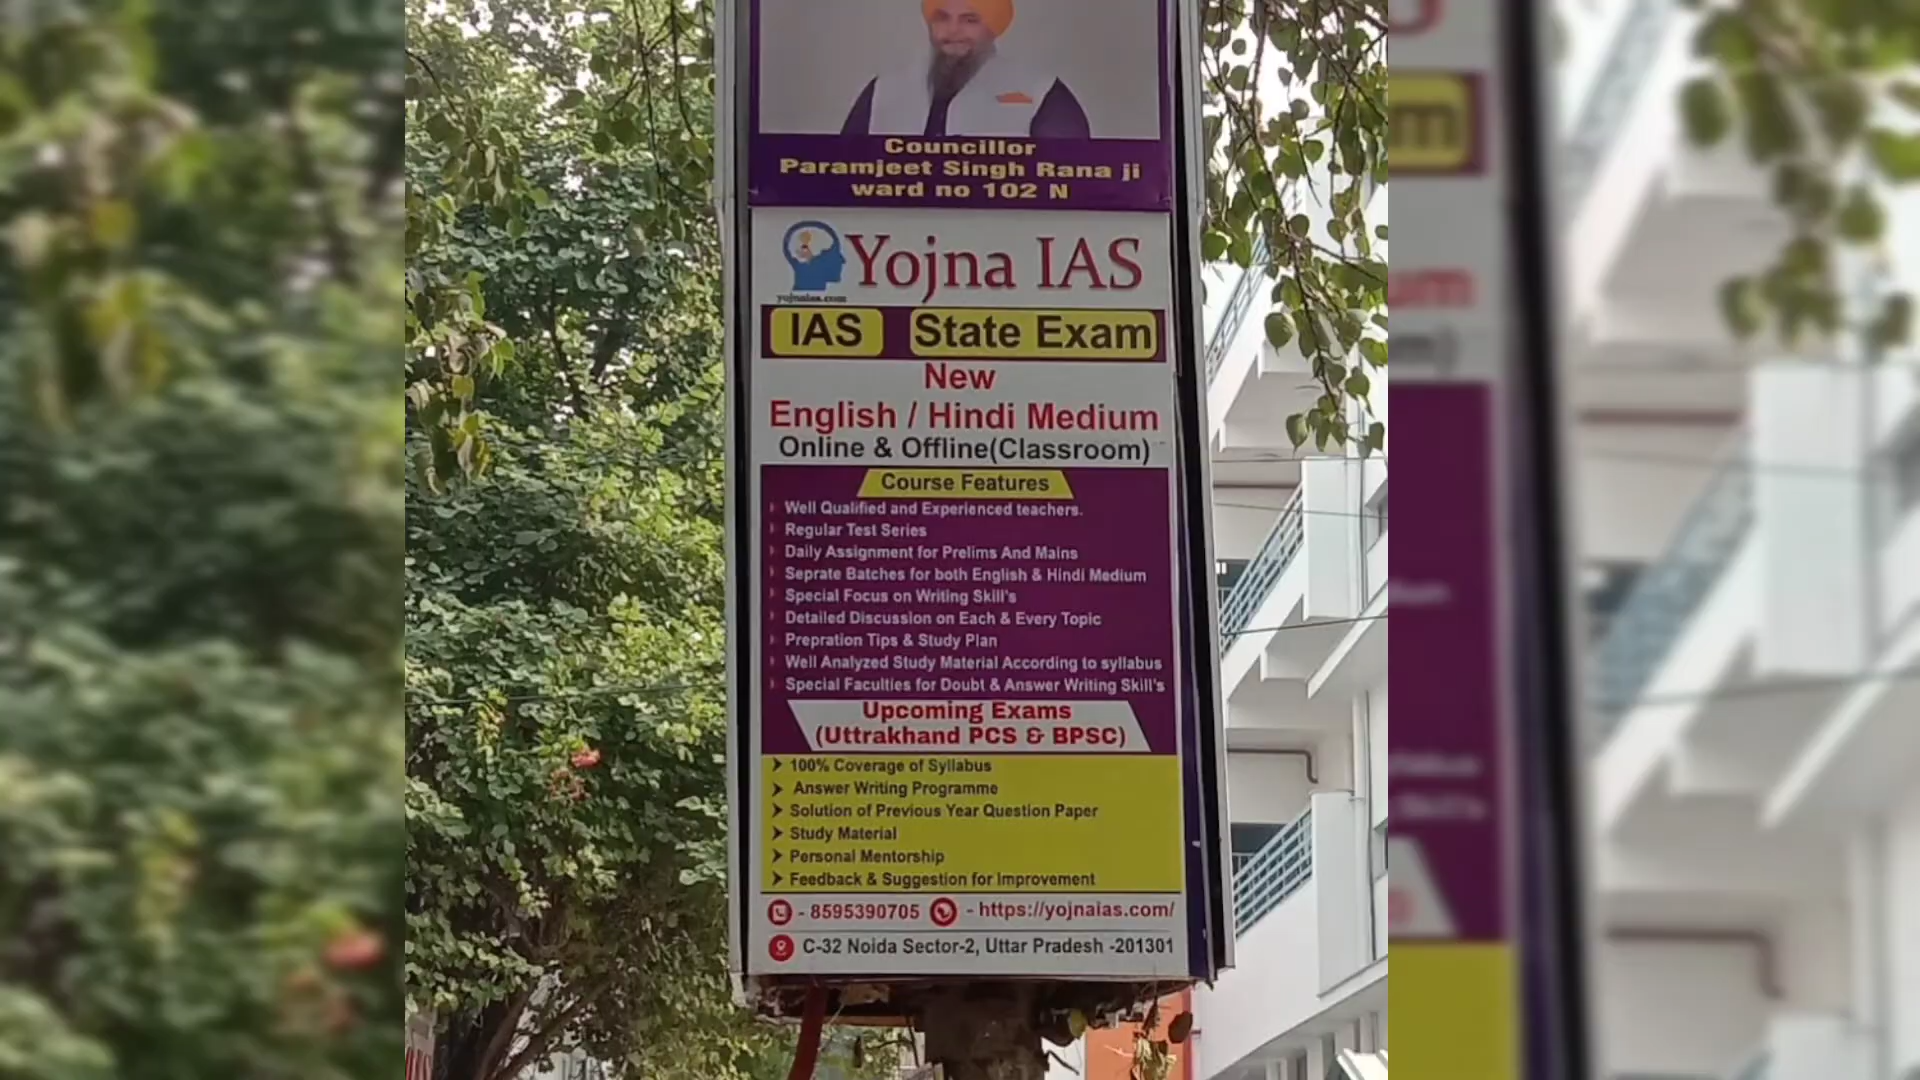 Councillor
Paramjeet Singh Rana ji
ward no 102 N
Yojna IAS
yojnaias.com
IAS State Exam
New
English / Hindi Medium
Online & Offline(Classroom)
Course Features
Well Qualified and Experienced teachers.
Regular Test Series
Daily Assignment for Prelims And Mains
Seprate Batches for both English & Hindi Medium
Special Focus on Writing Skill's
Detailed Discussion on Each & Every Topic
Prepration Tips & Study Plan
Well Analyzed Study Material According to syllabus
Special Faculties for Doubt & Answer Writing Skill's
Upcoming Exams
(Uttrakhand PCS & BPSC)
100% Coverage of Syllabus
Answer Writing Programme
Solution of Previous Year Question Paper
Study Material
Personal Mentorship
Feedback & Suggestion for Improvement
- 8595390705 - https://yojnaias.com/
C-32 Noida Sector-2, Uttar Pradesh -201301